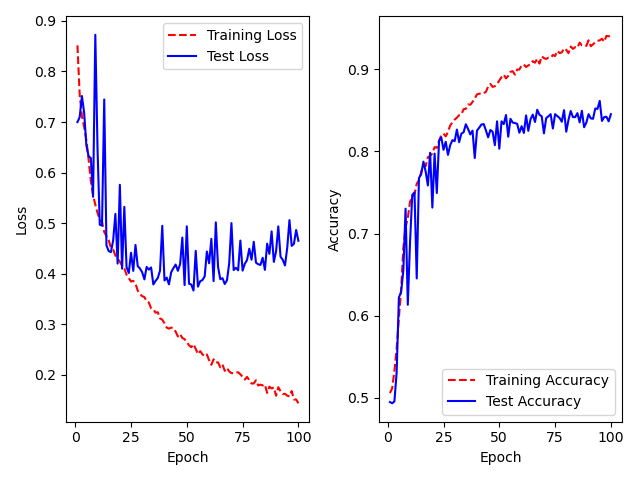 0.9
0.8
0.7
0.6
0.5
0.4
0.3
0.2
Loss
0 25 50 75 100
Epoch
Training Loss
Test Loss
0.9
0.8
0.7
0.6
0.5
Accuracy
0 25 50 75 100
Epoch
Training Accuracy
Test Accuracy